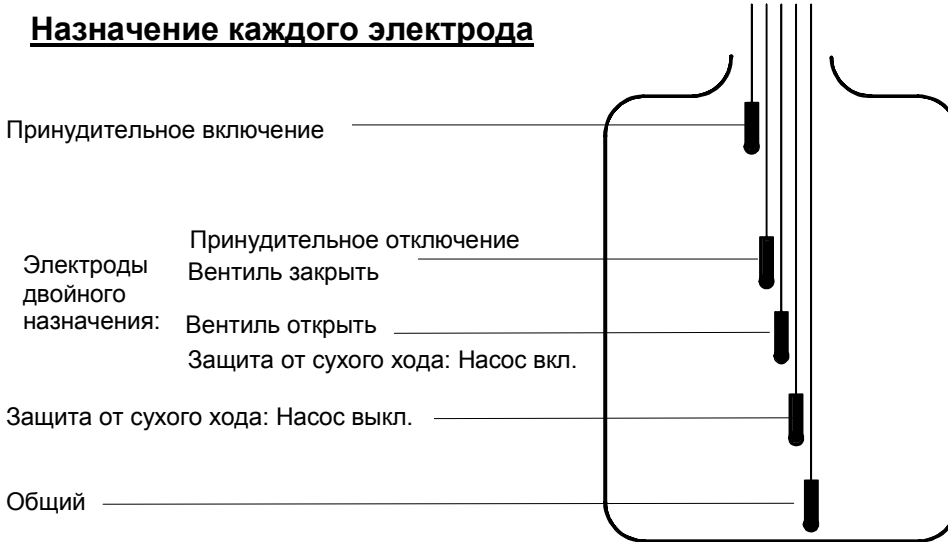 Назначение каждого электрода
Принудительное включение
Электроды
двойного
назначения:
Принудительное отключение
Вентиль закрыть
Вентиль открыть
Защита от сухого хода: Насос вкл.
Защита от сухого хода: Насос выкл.
Общий